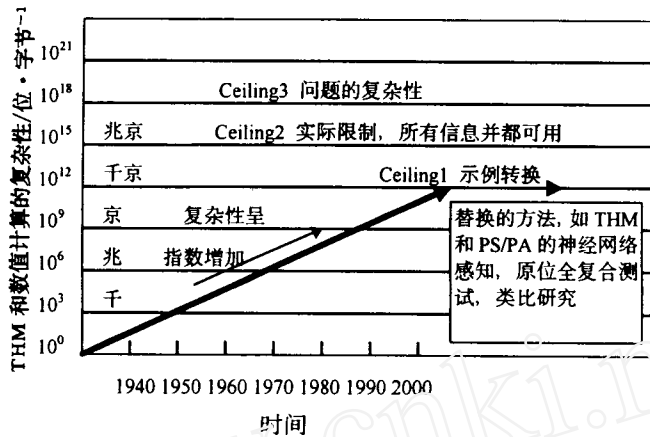 THM 和数值计算的复杂性/位·字节⁻¹
10²¹
10¹⁸
Ceiling3 问题的复杂性
10¹⁵
兆京
Ceiling2 实际限制，所有信息并都可用
10¹²
千京
Ceiling1 示例转换
10⁹
京
复杂性呈
10⁶
兆
指数增加
10³
千
10⁰
替换的方法，如 THM
和 PS/PA 的神经网络
感知，原位全复合测
试，类比研究
1940 1950 1960 1970 1980 1990 2000
时间